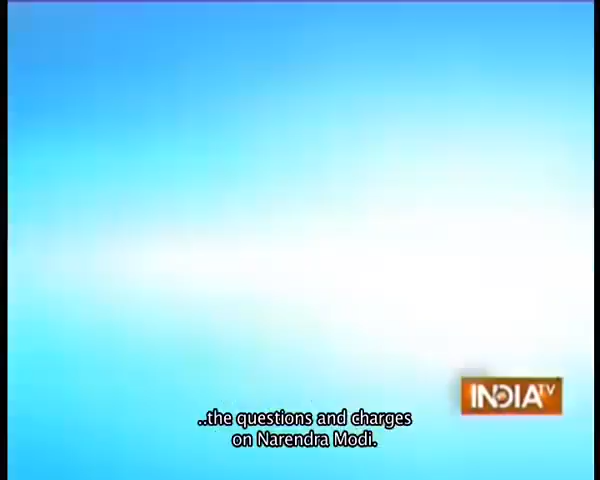 INDIA TV
..the questions and charges
on Narendra Modi.